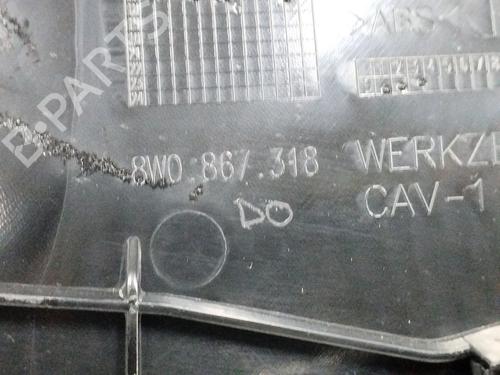 B-PARTS
>ABS<
8W0.867.318
WERKZE
CAV-1
DO